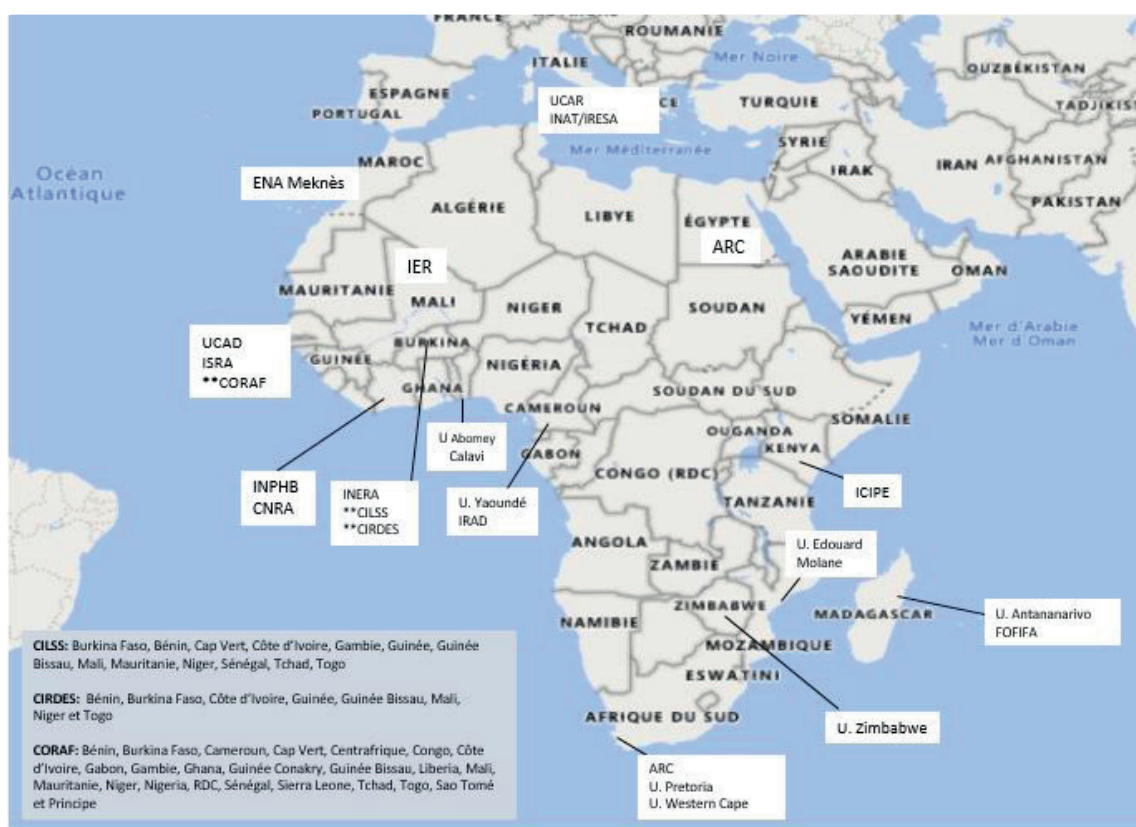 FRANCE
ROUMANIE
Mer Noire
ITALIE
OUZBÉKISTAN
ESPAGNE
PORTUGAL
UCAR
INAT/IRESA
CE
TURQUIE
TADJIKIS
SYRIE
Mer Méditerranée
MAROC
IRAK
IRAN
AFGHANISTAN
Océan
Atlantique
ENA Meknès
PAKISTAN
ALGÉRIE
LIBYE
ÉGYPTE
ARC
ARABIE
SAOUDITE
OMAN
IER
MAURITANIE
MALI
NIGER
SOUDAN
TCHAD
YÉMEN
Mer d'Arabie
Mer d'Oman
UCAD
ISRA
**CORAF
GUINÉE
BURKINA
NIGÉRIA
GHANA
SOUDAN DU SUD
CAMEROUN
SOMALIE
U Abomey
Calavi
OUGANDA
KENYA
GABON
CONGO (RDC)
INPHB
CNRA
INERA
**CILSS
**CIRDES
U. Yaoundé
IRAD
ICIPE
TANZANIE
ANGOLA
U. Edouard
Molane
ZAMBIE
ZIMBABWE
MADAGASCAR
U. Antananarivo
FOFIFA
NAMIBIE
MOZAMBIQUE
ESWATINI
AFRIQUE DU SUD
U. Zimbabwe
ARC
U. Pretoria
U. Western Cape
CILSS: Burkina Faso, Bénin, Cap Vert, Côte d'Ivoire, Gambie, Guinée, Guinée
Bissau, Mali, Mauritanie, Niger, Sénégal, Tchad, Togo
CIRDES: Bénin, Burkina Faso, Côte d'Ivoire, Guinée, Guinée Bissau, Mali,
Niger et Togo
CORAF: Bénin, Burkina Faso, Cameroun, Cap Vert, Centrafrique, Congo, Côte
d'Ivoire, Gabon, Gambie, Ghana, Guinée Conakry, Guinée Bissau, Liberia, Mali,
Mauritanie, Niger, Nigeria, RDC, Sénégal, Sierra Leone, Tchad, Togo, Sao Tomé
et Principe